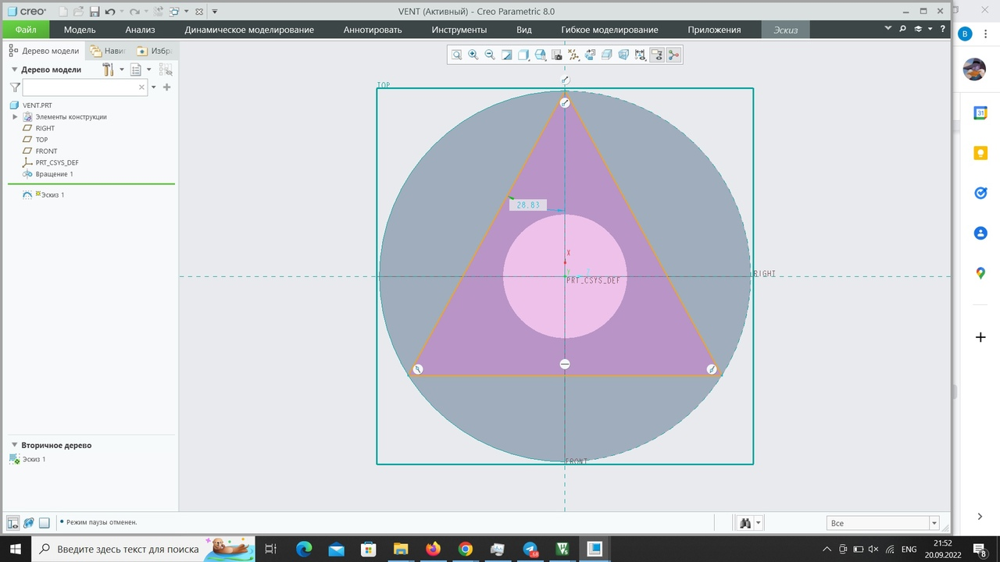 creo
VENT (Активный) - Creo Parametric 8.0
Файл
Модель
Анализ
Динамическое моделирование
Аннотировать
Инструменты
Вид
Гибкое моделирование
Приложения
Эскиз
Дерево модели
Нави
Избр
Дерево модели
VENT.PRT
Элементы конструкции
RIGHT
TOP
FRONT
PRT_CSYS_DEF
Вращение 1
Эскиз 1
TOP
28.83
X
Y
Z
RIGHT
PRT_CSYS_DEF
FRONT
Вторичное дерево
Эскиз 1
Режим паузы отменен.
Все
В
31
Введите здесь текст для поиска
ENG
21:52
20.09.2022
8